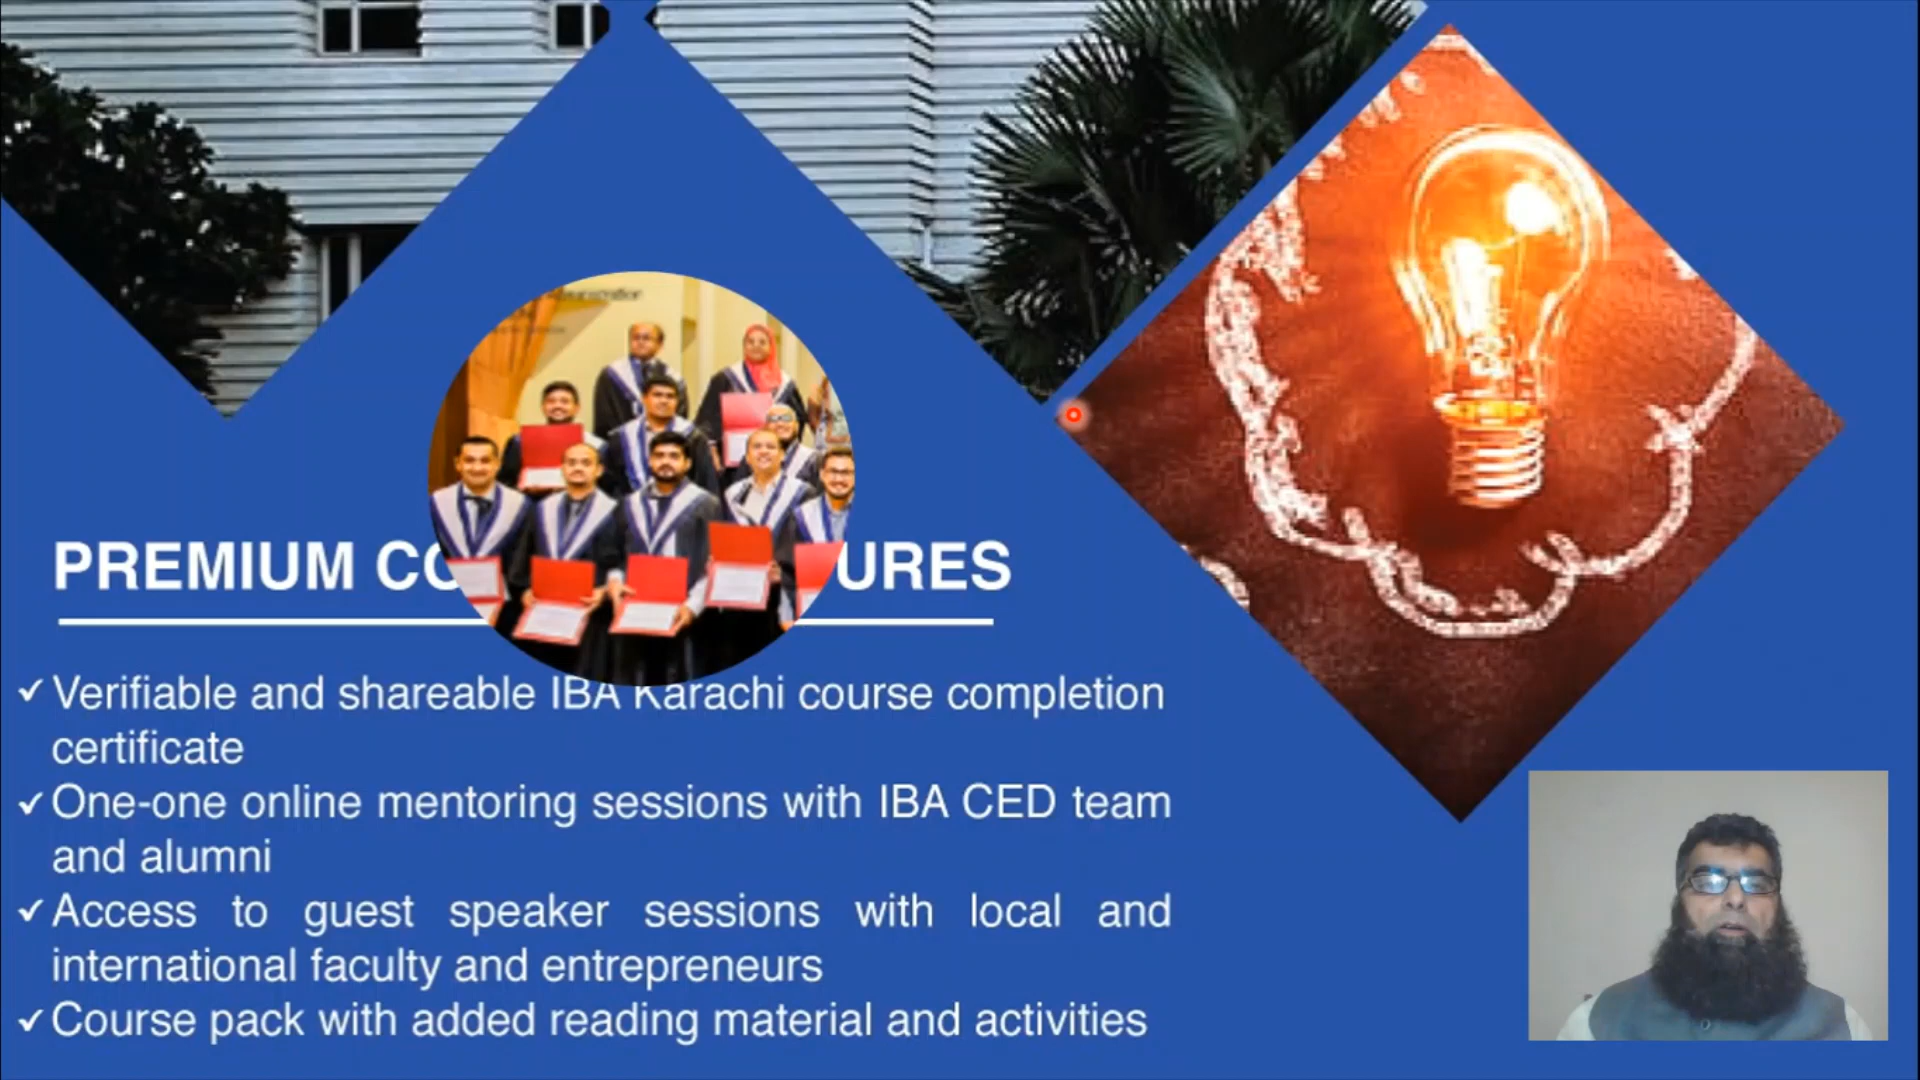 PREMIUM CO URES
✓ Verifiable and shareable IBA Karachi course completion
certificate
✓ One-one online mentoring sessions with IBA CED team
and alumni
✓ Access to guest speaker sessions with local and
international faculty and entrepreneurs
✓ Course pack with added reading material and activities